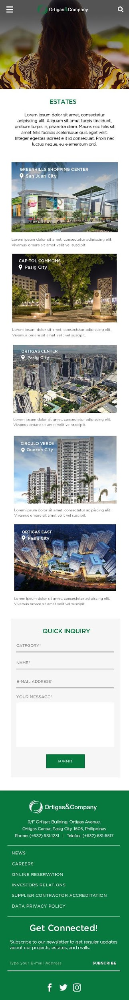 Ortigas&Company
ESTATES
Lorem ipsum dolor sit amet, consectetur
adipiscing elit. Aliquam sit amet turpis tincidunt,
pretium turpis in, pharetra diam. Mauris nec felis sit
amet felis facilisis scelerisque quis eget velit.
Integer egestas laoreet elit id consequat. Proin nec
luctus neque, eu elementum orci.
GREENHILLS SHOPPING CENTER
San Juan City
Lorem ipsum dolor sit amet, consectetur adipiscing elit.
Vivamus ornare sit amet velit vel suscipit.
CAPITOL COMMONS
Pasig City
Lorem ipsum dolor sit amet, consectetur adipiscing elit.
Vivamus ornare sit amet velit vel suscipit.
ORTIGAS CENTER
Pasig City
Lorem ipsum dolor sit amet, consectetur adipiscing elit.
Vivamus ornare sit amet velit vel suscipit.
CIRCULO VERDE
Quezon City
Lorem ipsum dolor sit amet, consectetur adipiscing elit.
Vivamus ornare sit amet velit vel suscipit.
ORTIGAS EAST
Pasig City
Lorem ipsum dolor sit amet, consectetur adipiscing elit.
Vivamus ornare sit amet velit vel suscipit.
QUICK INQUIRY
CATEGORY*
NAME*
E-MAIL ADDRESS*
YOUR MESSAGE*
SUBMIT
Ortigas&Company
9/F Ortigas Building, Ortigas Avenue,
Ortigas Center, Pasig City, 1605, Philippines
Phone: (+632) 631-1231 | Telefax: (+632) 631-6517
NEWS
CAREERS
ONLINE RESERVATION
INVESTORS RELATIONS
SUPPLIER CONTRACTOR ACCREDITATION
DATA PRIVACY POLICY
Get Connected!
Subscribe to our newsletter to get regular updates
about our projects, estates, and malls.
Type your E-mail Address SUBSCRIBE